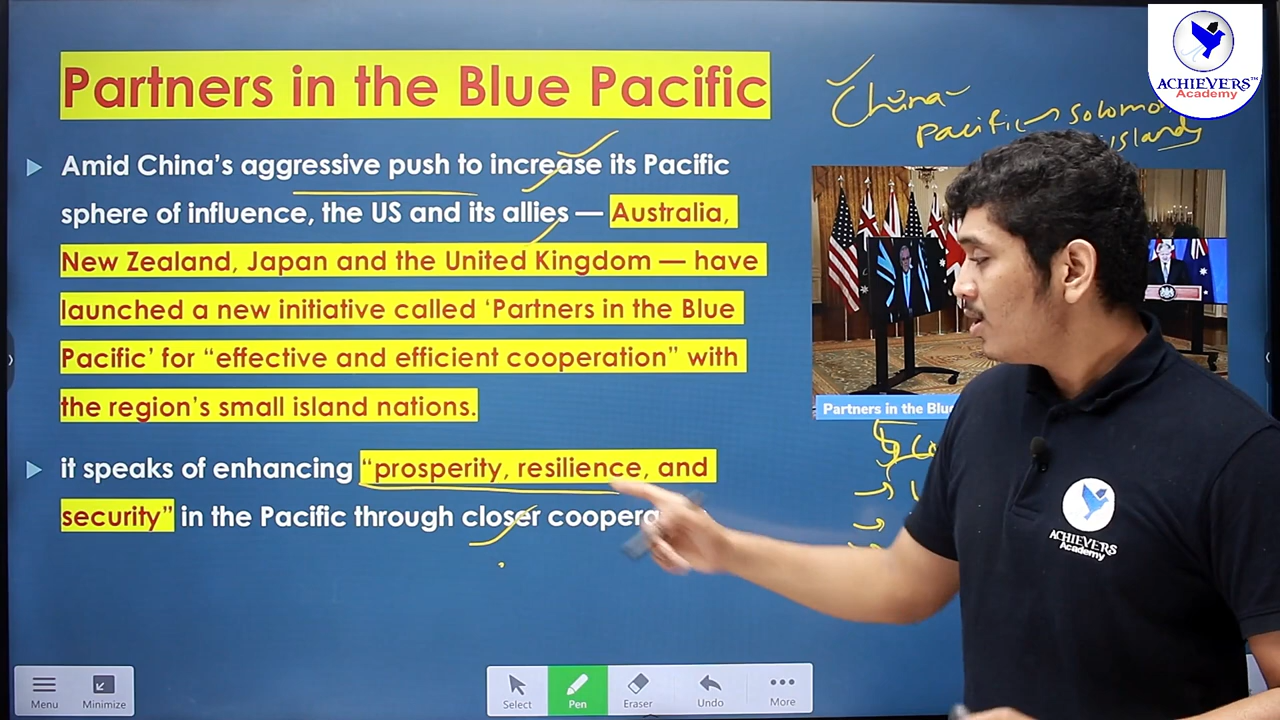 Partners in the Blue Pacific
Amid China's aggressive push to increase its Pacific
sphere of influence, the US and its allies — Australia,
New Zealand, Japan and the United Kingdom — have
launched a new initiative called 'Partners in the Blue
Pacific' for "effective and efficient cooperation" with
the region's small island nations.
it speaks of enhancing "prosperity, resilience, and
security" in the Pacific through closer
China
Pacific → Solomo
islands
Partners in the Blu
ACHIEVERS™
Academy
ACHIEVERS
Academy
Menu
Minimize
Select
Pen
Eraser
Undo
More